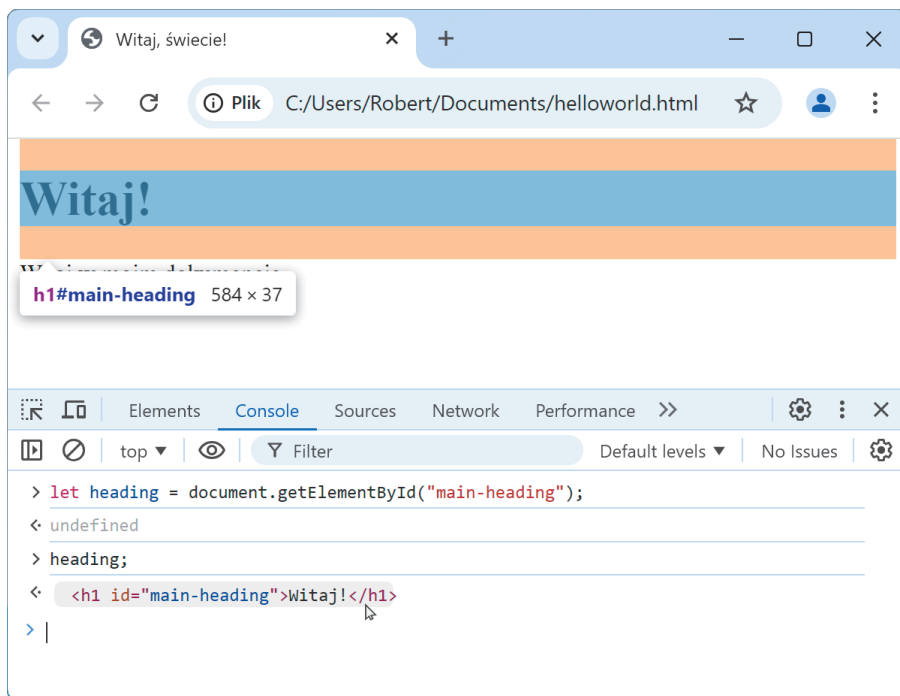 Witaj, świecie!
Plik C:/Users/Robert/Documents/helloworld.html
Witaj!
h1#main-heading 584 × 37
Elements Console Sources Network Performance
top Filter Default levels No Issues
let heading = document.getElementById("main-heading");
undefined
heading;
<h1 id="main-heading">Witaj!</h1>